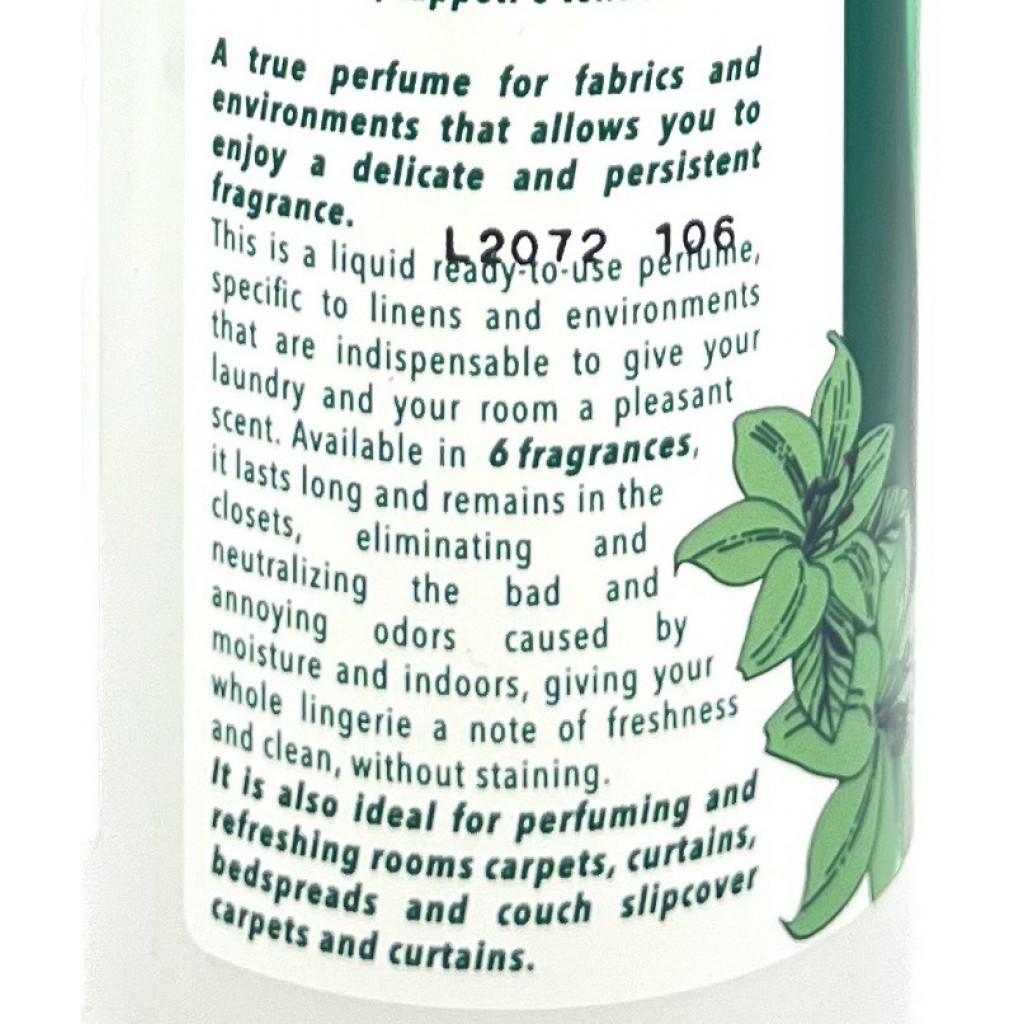 A true perfume for fabrics and
environments that allows you to
enjoy a delicate and persistent
fragrance.
L2072 106
This is a liquid ready-to-use perfume,
specific to linens and environments
that are indispensable to give your
laundry and your room a pleasant
scent. Available in 6 fragrances,
it lasts long and remains in the
closets, eliminating and
neutralizing the bad and
annoying odors caused by
moisture and indoors, giving your
whole lingerie a note of freshness
and clean, without staining.
It is also ideal for perfuming and
refreshing rooms carpets, curtains,
bedspreads and couch slipcover
carpets and curtains.